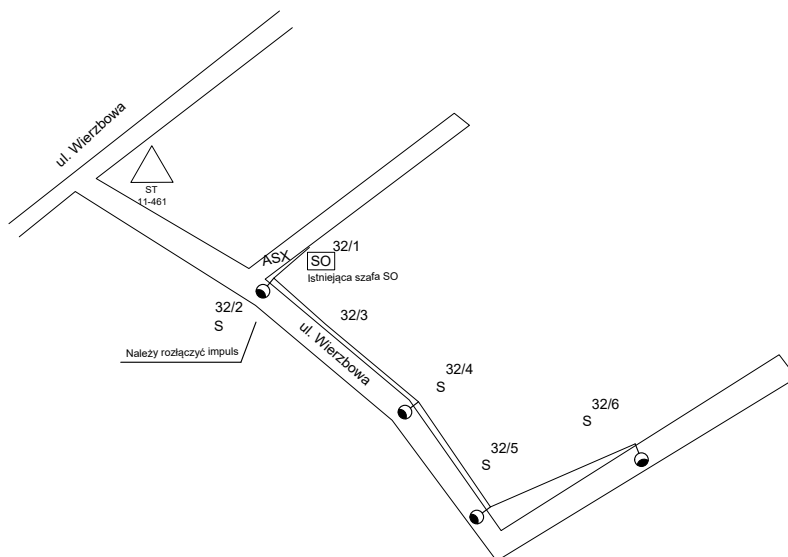 ul. Wierzbowa
ST
11-461
32/1
ASX
SO
Istniejąca szafa SO
32/2
S
32/3
ul. Wierzbowa
Należy rozłączyć impuls
32/4
S
32/6
S
32/5
S